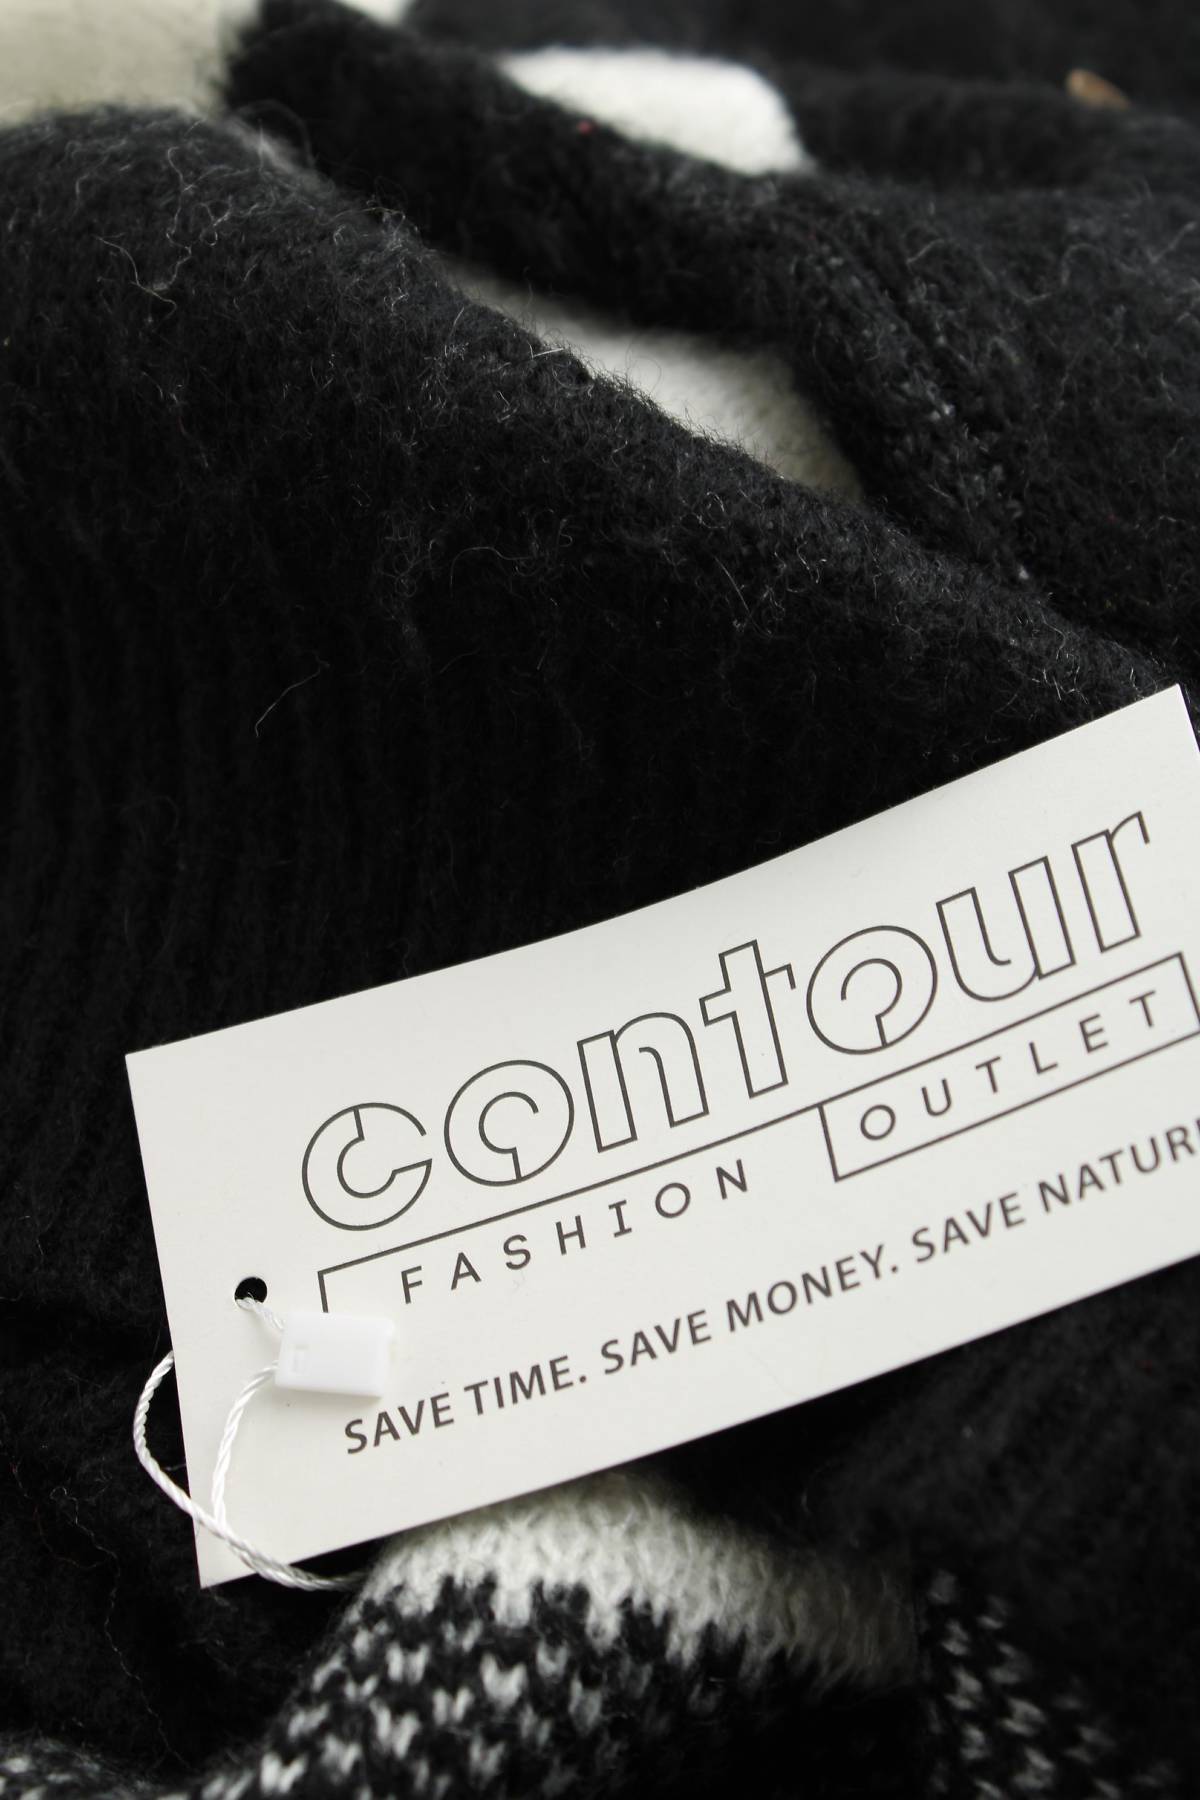 contour
FASHION OUTLET
SAVE TIME. SAVE MONEY. SAVE NATUR